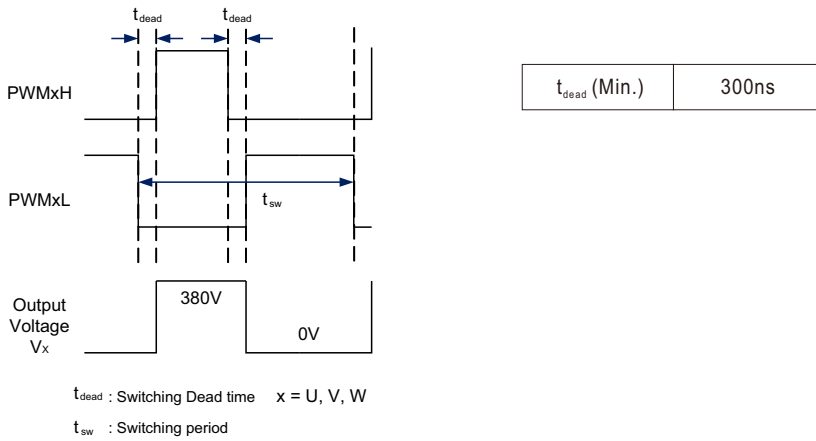 tdead tdead
PWMxH
tdead (Min.) 300ns
PWMxL
tsw
380V
Output
Voltage
Vx
0V
tdead : Switching Dead time x = U, V, W
tsw : Switching period